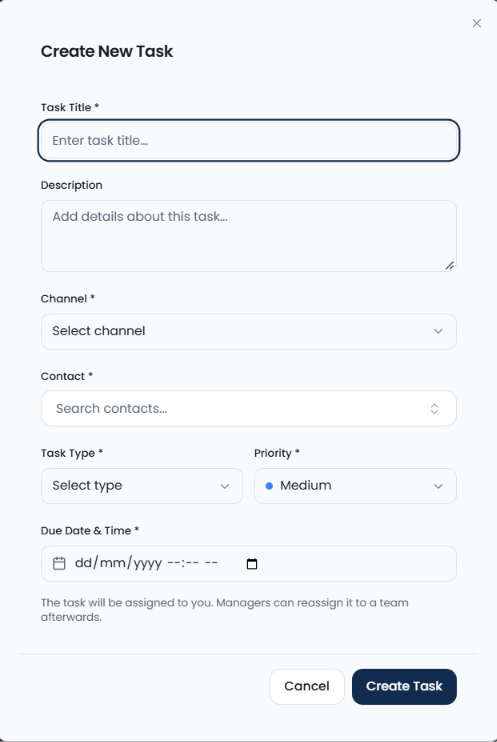 Create New Task
Task Title *
Enter task title...
Description
Add details about this task...
Channel *
Select channel
Contact *
Search contacts...
Task Type *
Priority *
Select type
Medium
Due Date & Time *
dd/mm/yyyy --:-- --
The task will be assigned to you. Managers can reassign it to a team
afterwards.
Cancel
Create Task